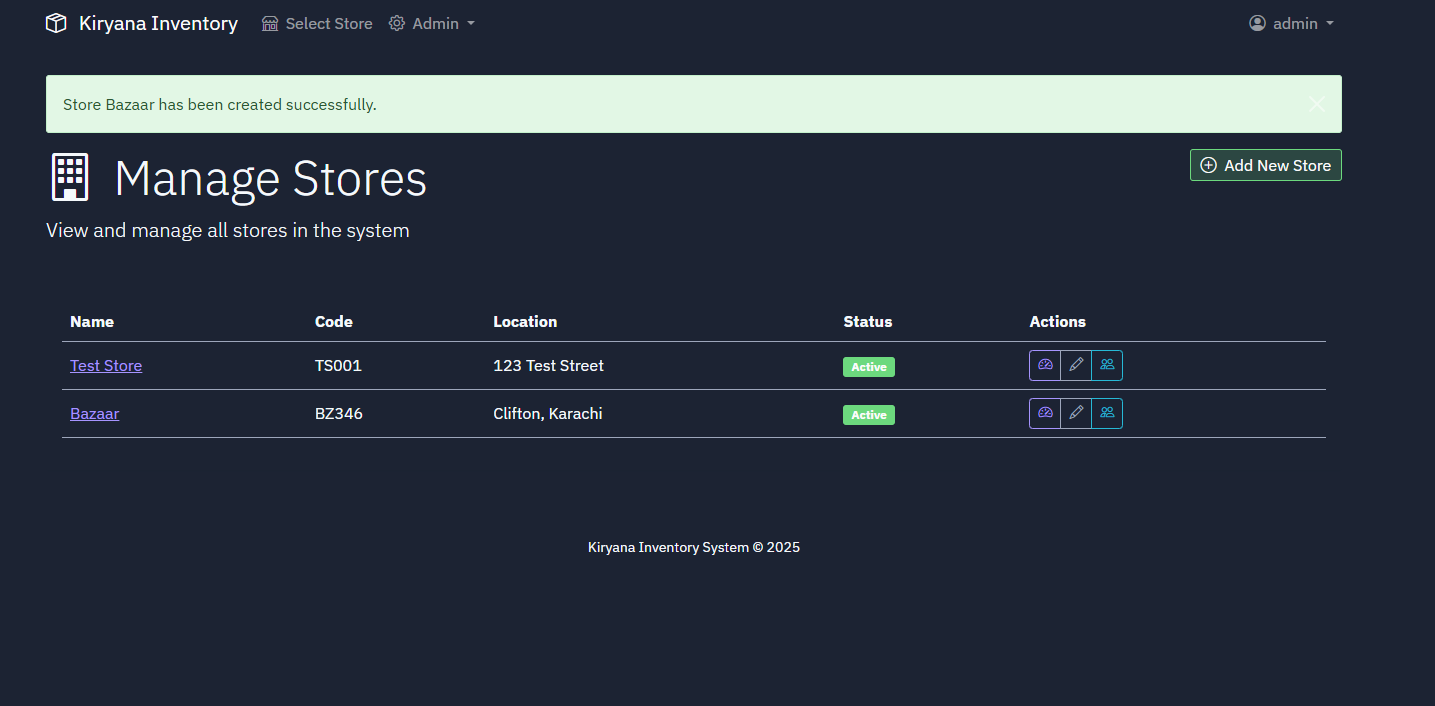 Kiryana Inventory Select Store Admin admin
Store Bazaar has been created successfully.
Manage Stores Add New Store
View and manage all stores in the system
Name Code Location Status Actions
Test Store TS001 123 Test Street Active
Bazaar BZ346 Clifton, Karachi Active
Kiryana Inventory System © 2025